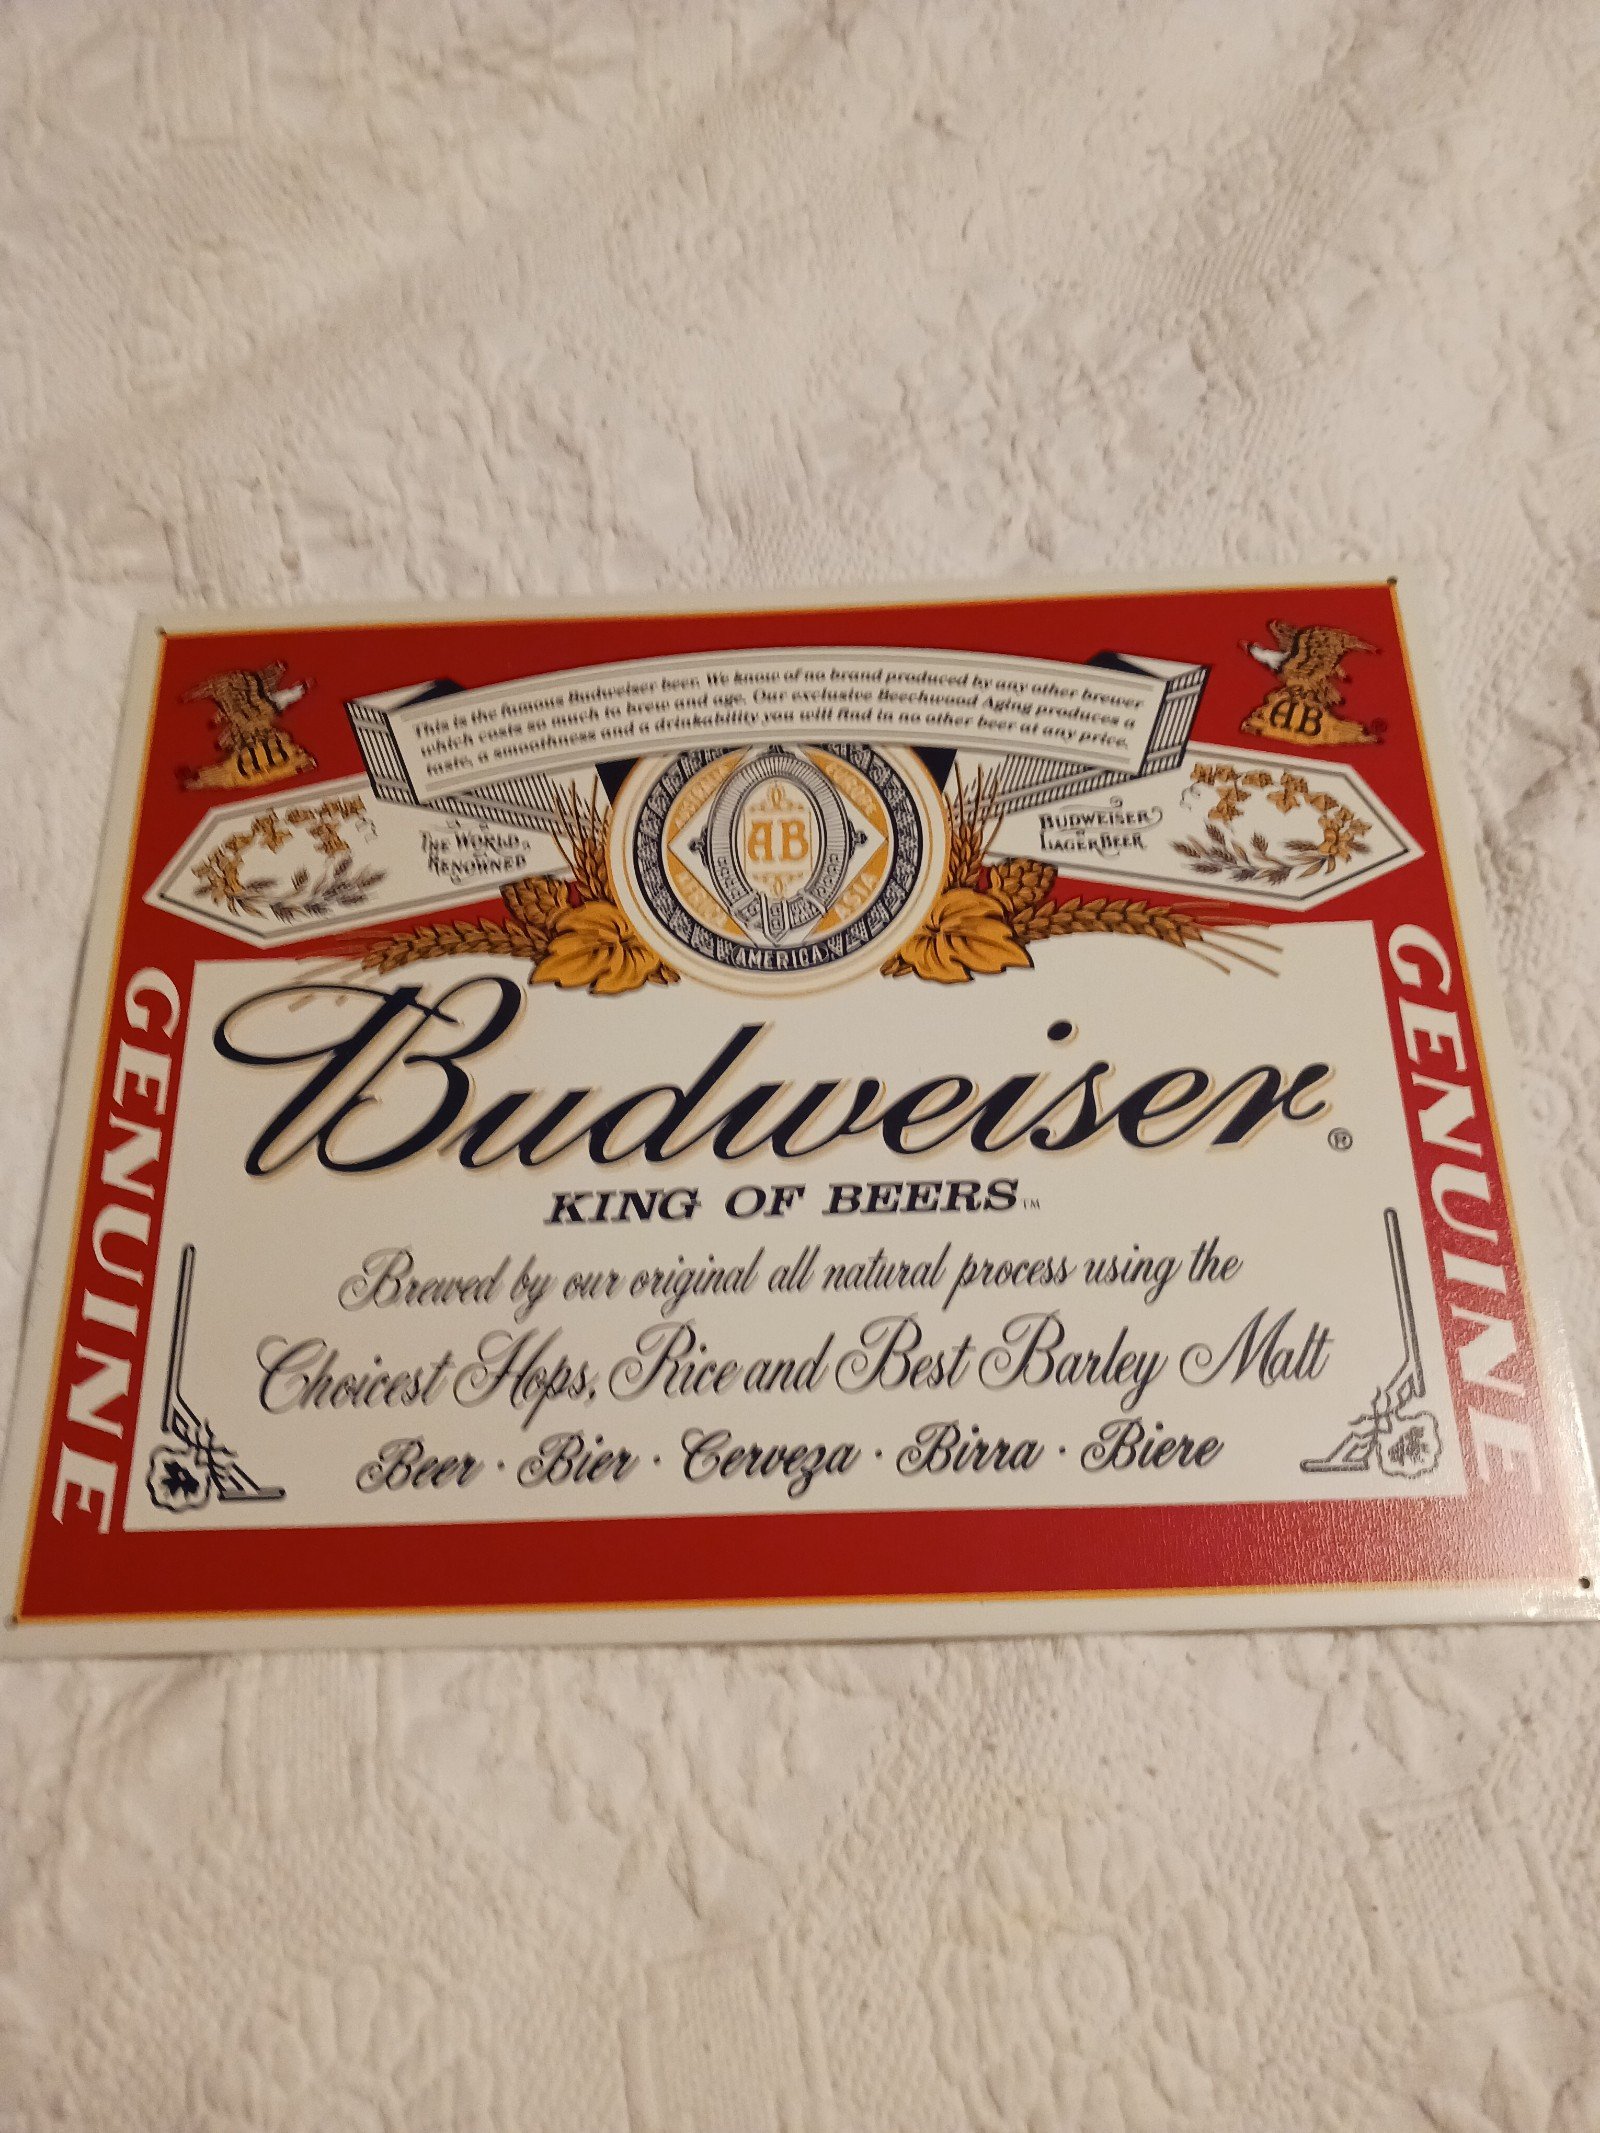 This is the famous Budweiser beer. We know of no brand produced by any other brewer
which costs so much to brew and age. Our exclusive Beechwood Aging produces a
taste, a smoothness and a drinkability you will find in no other beer at any price.
AB
AB
®
THE WORLD
RENOWNED
BUDWEISER
LAGER BEER
AB
EUROPE
AFRICA
ASIA
AMERICA
GENUINE
GENUINE
Budweiser®
KING OF BEERS™
Brewed by our original all natural process using the
Choicest Hops, Rice and Best Barley Malt
Beer · Bier · Cerveza · Birra · Biere